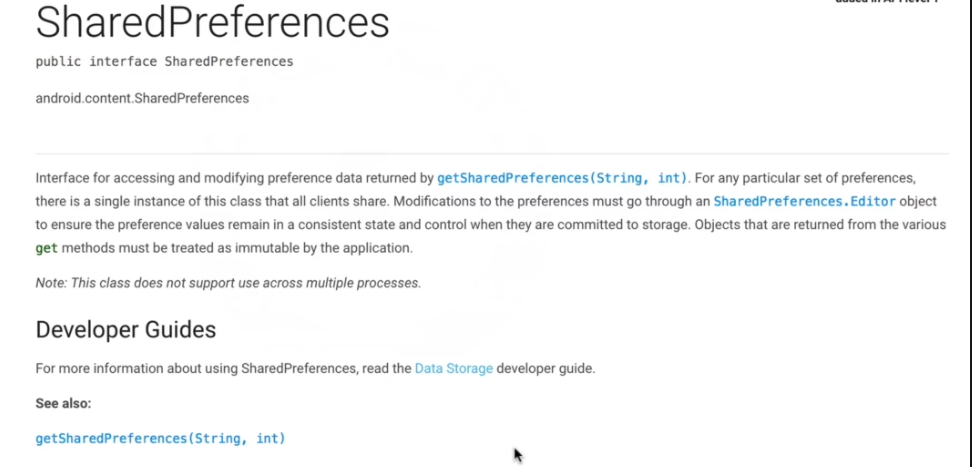 SharedPreferences
public interface SharedPreferences
android.content.SharedPreferences
Interface for accessing and modifying preference data returned by getSharedPreferences(String, int). For any particular set of preferences,
there is a single instance of this class that all clients share. Modifications to the preferences must go through an SharedPreferences.Editor object
to ensure the preference values remain in a consistent state and control when they are committed to storage. Objects that are returned from the various
get methods must be treated as immutable by the application.
Note: This class does not support use across multiple processes.
Developer Guides
For more information about using SharedPreferences, read the Data Storage developer guide.
See also:
getSharedPreferences(String, int)